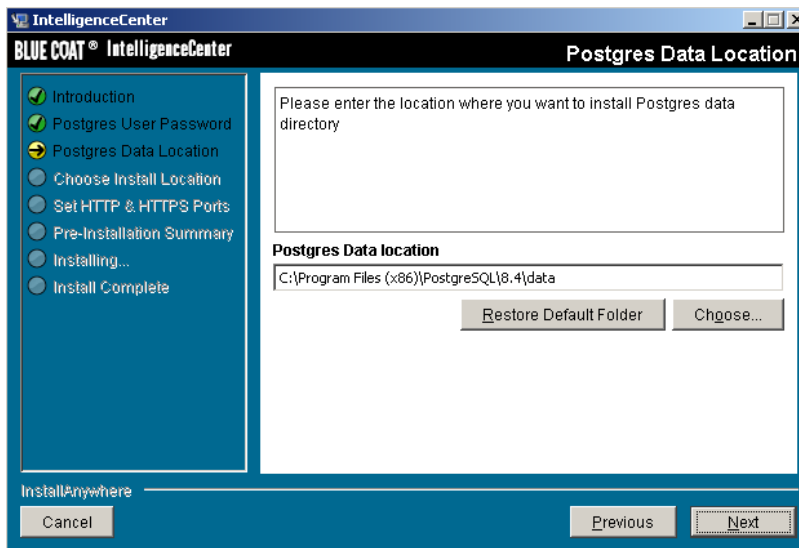 IntelligenceCenter
BLUE COAT ® IntelligenceCenter
Postgres Data Location
Introduction
Postgres User Password
Postgres Data Location
Choose Install Location
Set HTTP & HTTPS Ports
Pre-Installation Summary
Installing...
Install Complete
Please enter the location where you want to install Postgres data
directory
Postgres Data location
C:\Program Files (x86)\PostgreSQL\8.4\data
Restore Default Folder
Choose...
InstallAnywhere
Cancel
Previous
Next